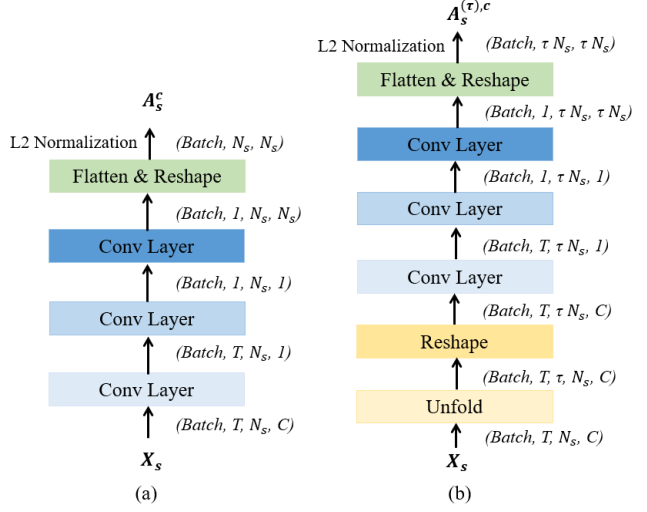 A_s^c
L2 Normalization
(Batch, N_s, N_s)
Flatten & Reshape
(Batch, 1, N_s, N_s)
Conv Layer
(Batch, 1, N_s, 1)
Conv Layer
(Batch, T, N_s, 1)
Conv Layer
(Batch, T, N_s, C)
X_s
(a)
A_s^{(τ),c}
L2 Normalization
(Batch, τ N_s, τ N_s)
Flatten & Reshape
(Batch, 1, τ N_s, τ N_s)
Conv Layer
(Batch, 1, τ N_s, 1)
Conv Layer
(Batch, T, τ N_s, 1)
Conv Layer
(Batch, T, τ N_s, C)
Reshape
(Batch, T, τ, N_s, C)
Unfold
(Batch, T, N_s, C)
X_s
(b)